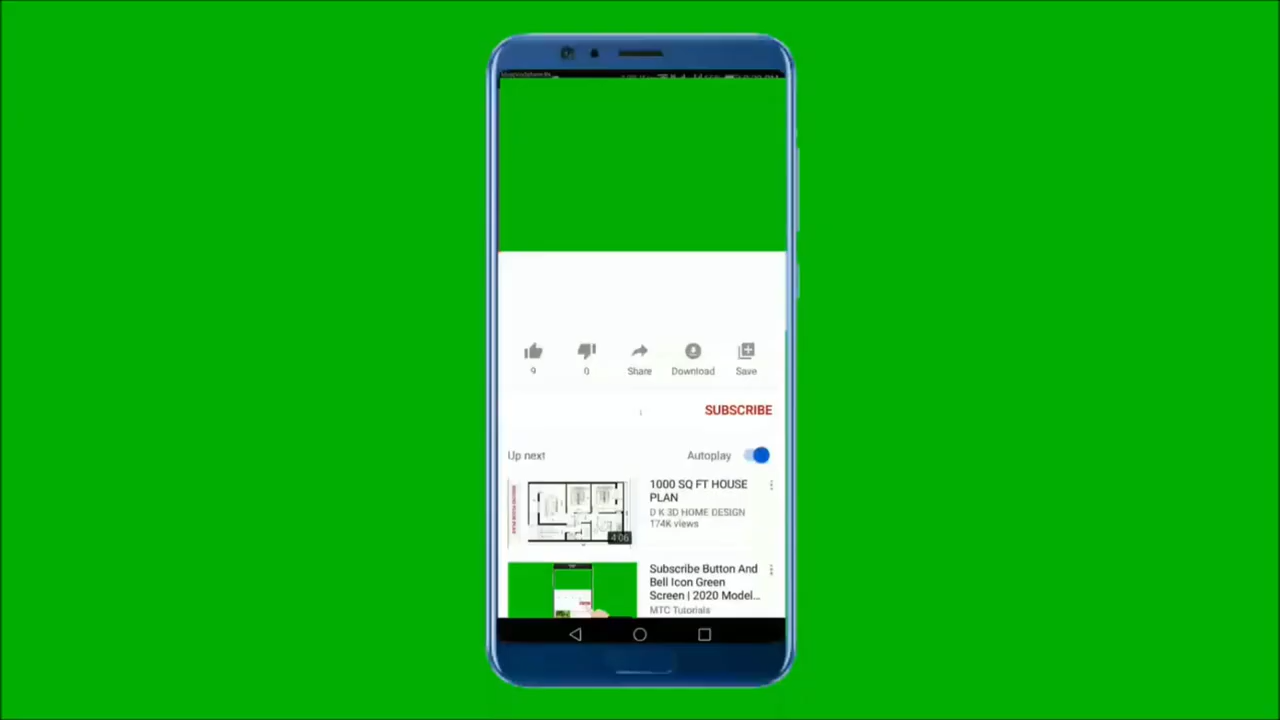 9
0
Share
Download
Save
SUBSCRIBE
Up next
Autoplay
1000 SQ FT HOUSE
PLAN
D K 3D HOME DESIGN
174K views
4:06
Subscribe Button And
Bell Icon Green
Screen | 2020 Model...
MTC Tutorials